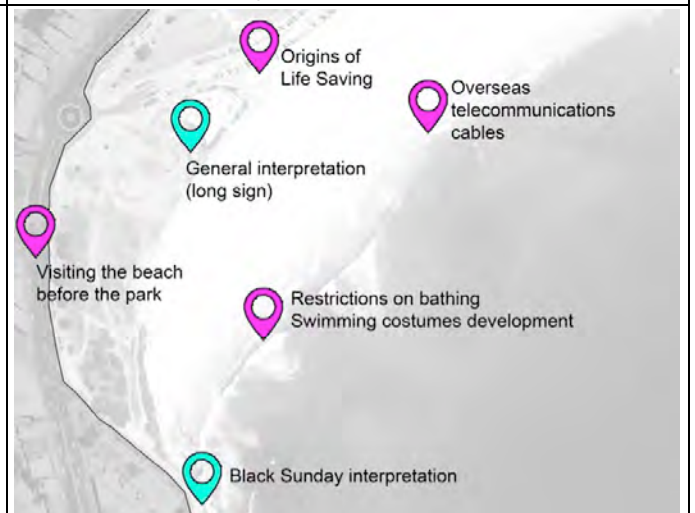 Origins of
Life Saving
Overseas
telecommunications
cables
General interpretation
(long sign)
Visiting the beach
before the park
Restrictions on bathing
Swimming costumes development
Black Sunday interpretation